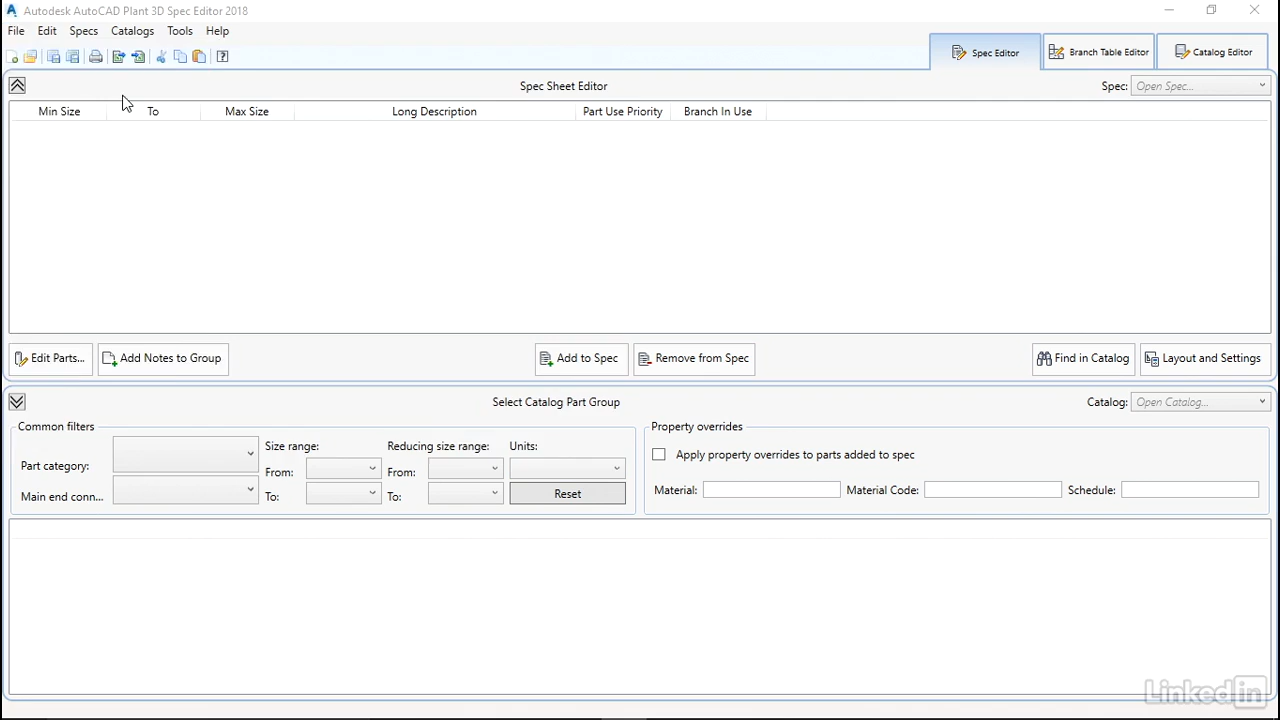 Autodesk AutoCAD Plant 3D Spec Editor 2018
File Edit Specs Catalogs Tools Help
Spec Editor Branch Table Editor Catalog Editor
Spec Sheet Editor Spec: Open Spec...
Min Size To Max Size Long Description Part Use Priority Branch In Use
Edit Parts... Add Notes to Group Add to Spec Remove from Spec Find in Catalog Layout and Settings
Select Catalog Part Group Catalog: Open Catalog...
Common filters Property overrides
Size range: Reducing size range: Units:
Apply property overrides to parts added to spec
Part category: From: From:
Main end conn... To: To: Reset Material: Material Code: Schedule:
Linked in